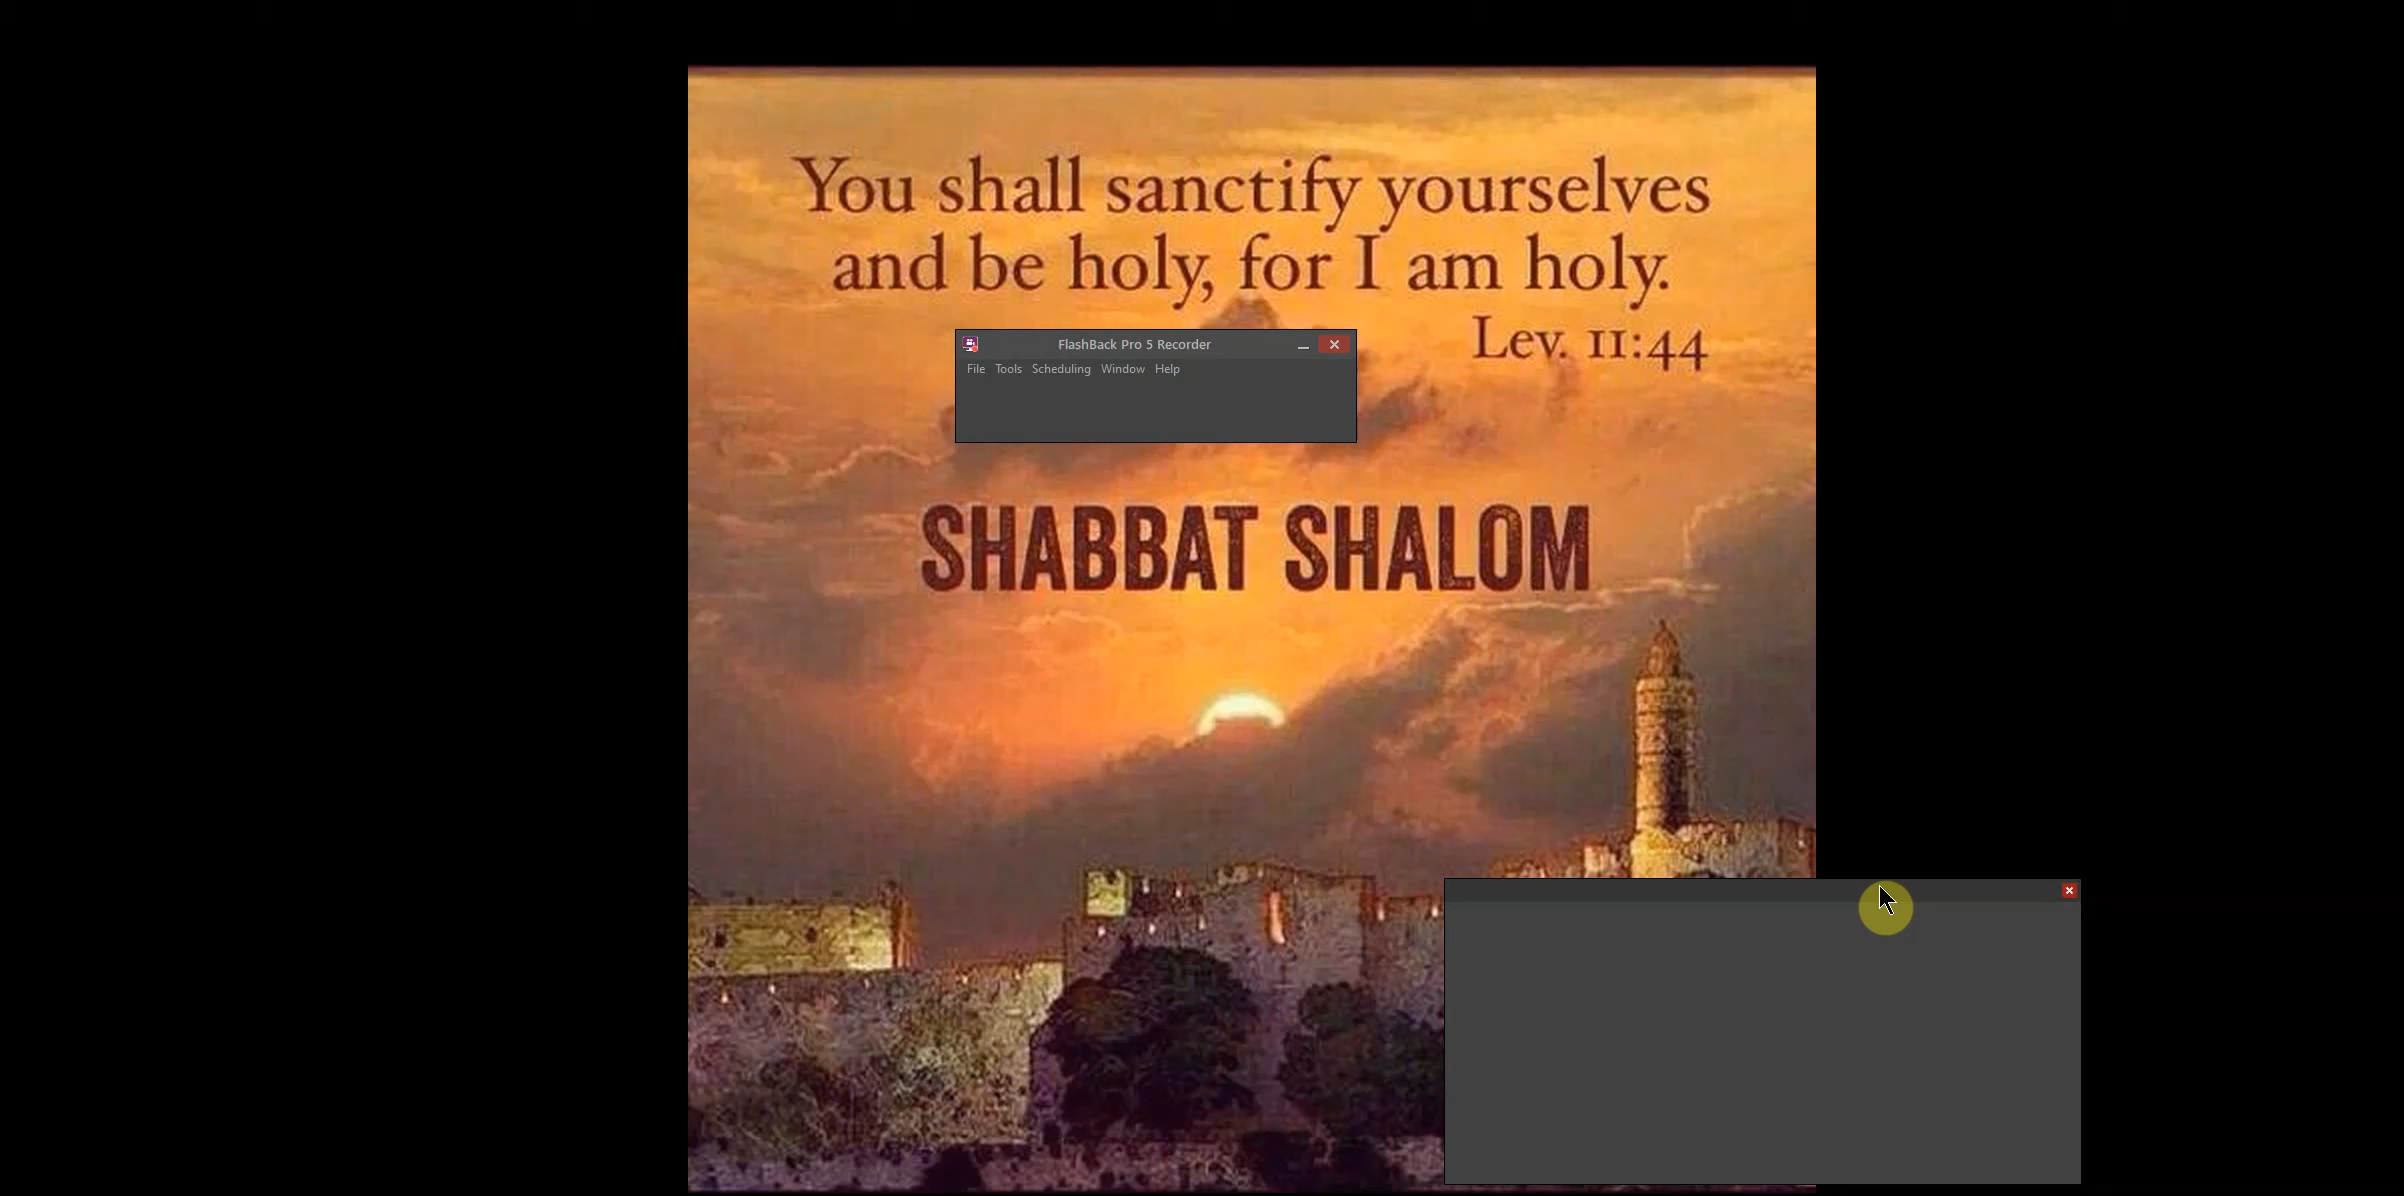 You shall sanctify yourselves
and be holy, for I am holy.
Lev. 11:44
FlashBack Pro 5 Recorder
File Tools Scheduling Window Help
SHABBAT SHALOM